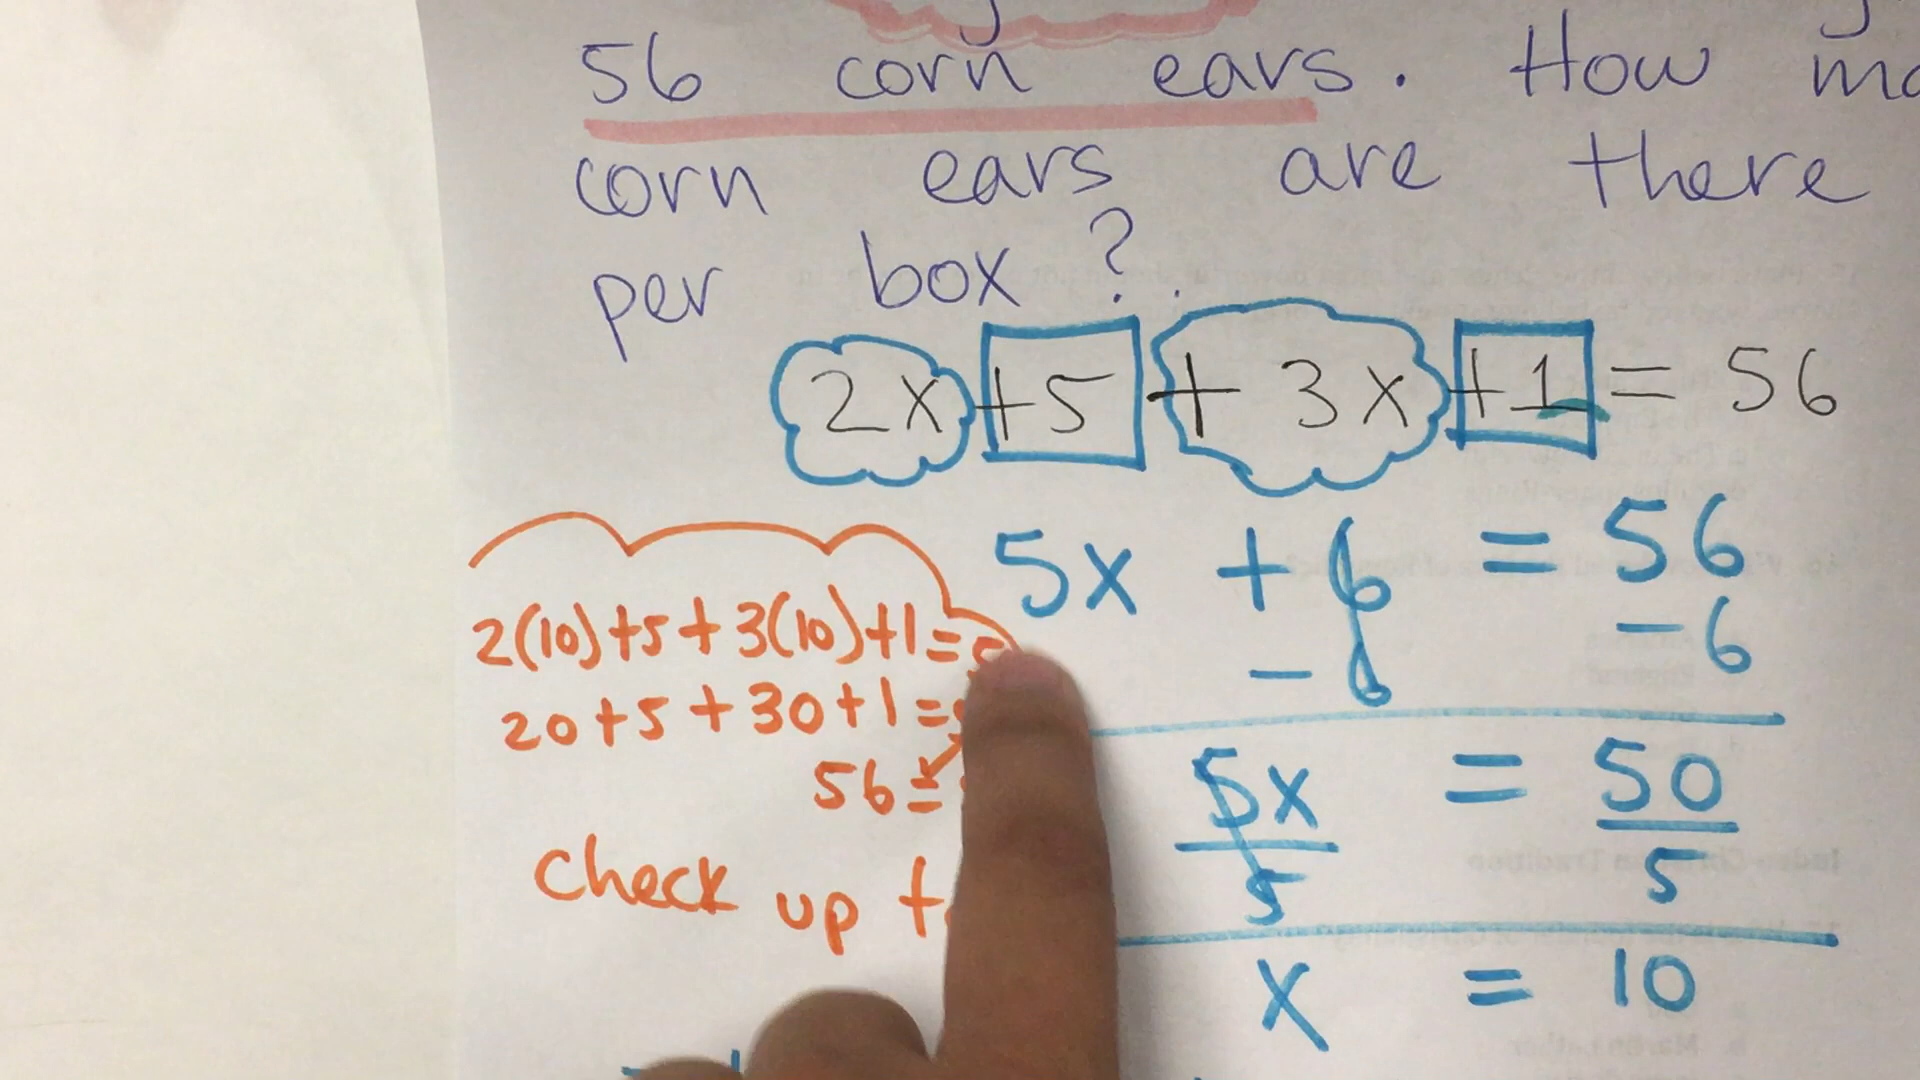 56 corn ears. How
corn ears are there
per box?
2x +5 + 3x +1 = 56
5x + 6 = 56
- 6 - 6
5x = 50
5 5
x = 10
2(10)+5+3(10)+1=
20+5+30+1=
56=
Check up